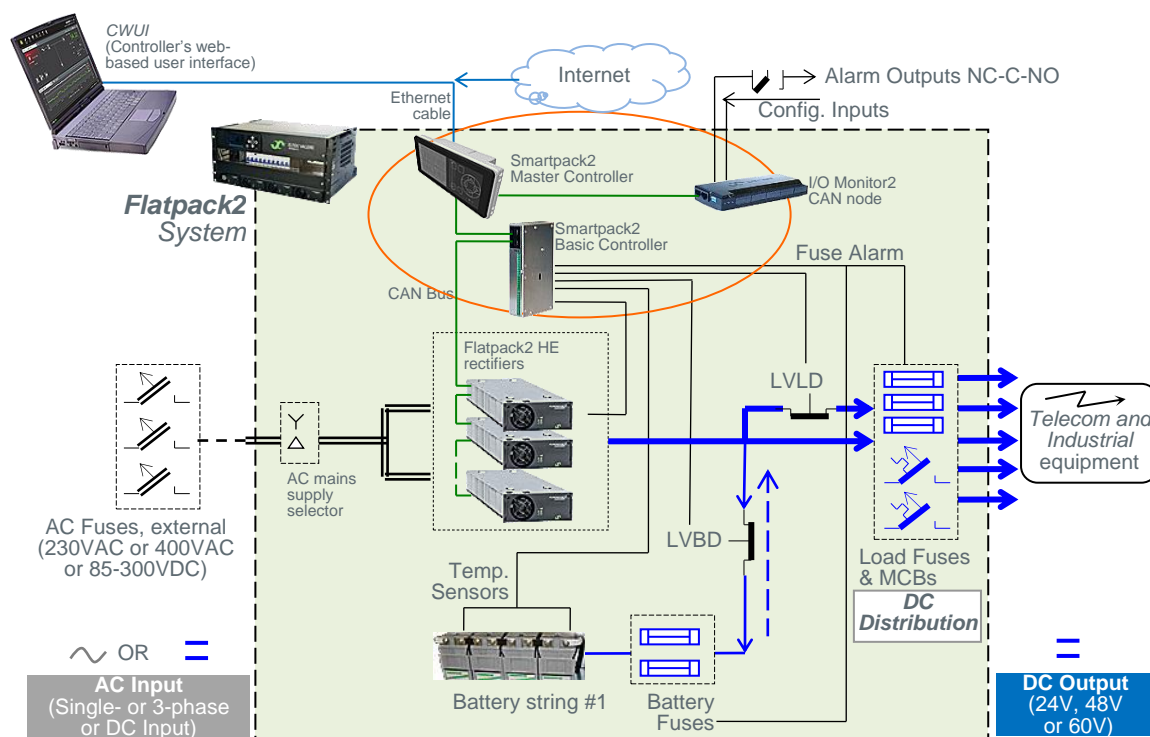 CWUI
(Controller's web-
based user interface)
Internet
Ethernet
cable
Alarm Outputs NC-C-NO
Config. Inputs
Smartpack2
Master Controller
I/O Monitor2
CAN node
Flatpack2
System
Smartpack2
Basic Controller
Fuse Alarm
CAN Bus
Flatpack2 HE
rectifiers
LVLD
AC mains
supply
selector
Telecom and
Industrial
equipment
AC Fuses, external
(230VAC or 400VAC
or 85-300VDC)
LVBD
Load Fuses
& MCBs
Temp.
Sensors
DC
Distribution
OR
Battery string #1
Battery
Fuses
AC Input
(Single- or 3-phase
or DC Input)
DC Output
(24V, 48V
or 60V)